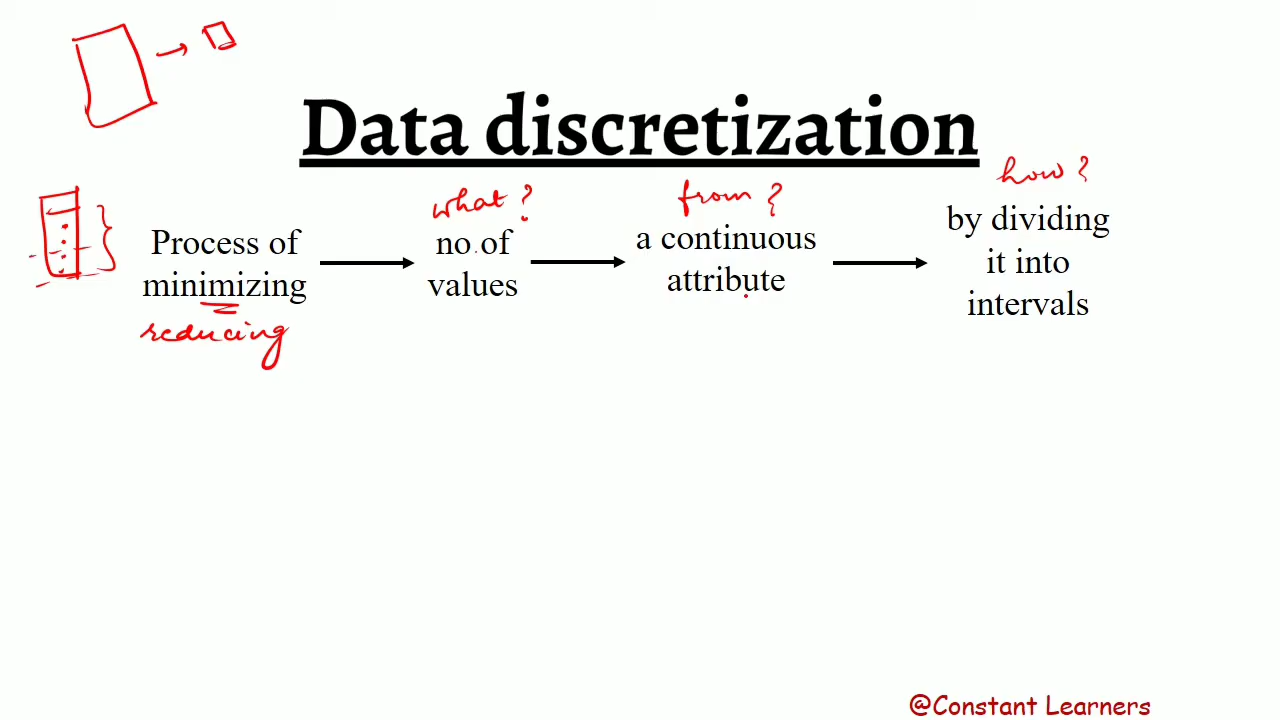 Data discretization
what?
from?
how?
Process of
minimizing
reducing
no.of
values
a continuous
attribute
by dividing
it into
intervals
@Constant Learners